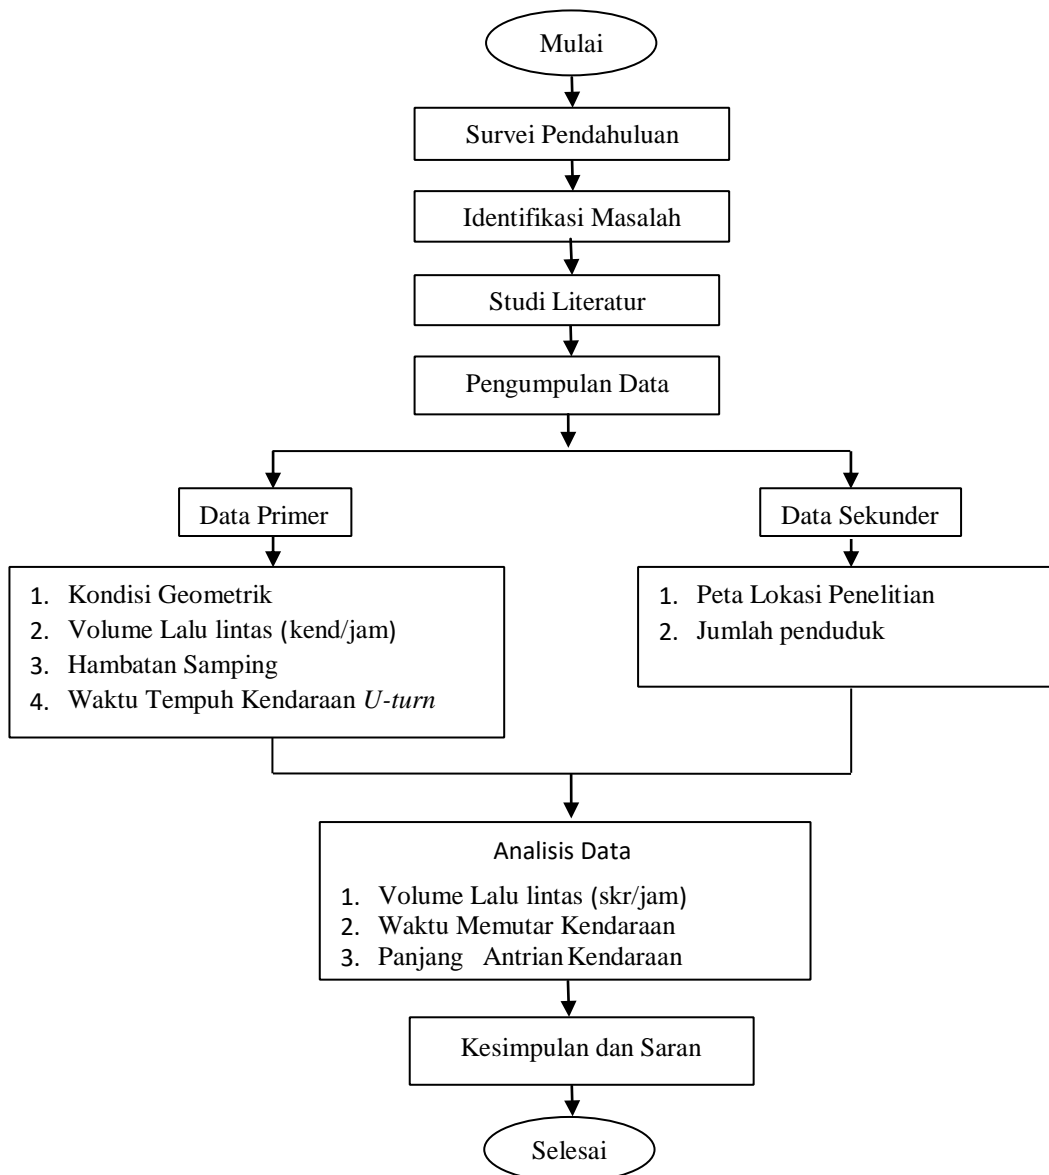 Mulai
Survei Pendahuluan
Identifikasi Masalah
Studi Literatur
Pengumpulan Data
Data Primer
Data Sekunder
1. Kondisi Geometrik
2. Volume Lalu lintas (kend/jam)
3. Hambatan Samping
4. Waktu Tempuh Kendaraan U-turn
1. Peta Lokasi Penelitian
2. Jumlah penduduk
Analisis Data
1. Volume Lalu lintas (skr/jam)
2. Waktu Memutar Kendaraan
3. Panjang Antrian Kendaraan
Kesimpulan dan Saran
Selesai